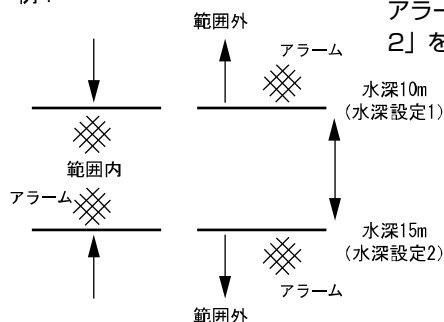 アラー
2」を
範囲外
アラーム
水深10m
(水深設定1)
範囲内
アラーム
水深15m
(水深設定2)
アラーム
範囲外